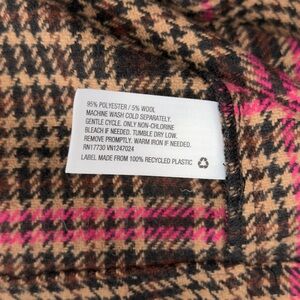 95% POLYESTER / 5% WOOL
MACHINE WASH COLD SEPARATELY.
GENTLE CYCLE. ONLY NON-CHLORINE
BLEACH IF NEEDED. TUMBLE DRY LOW.
REMOVE PROMPTLY. WARM IRON IF NEEDED.
RN17730 VN1247024
LABEL MADE FROM 100% RECYCLED PLASTIC